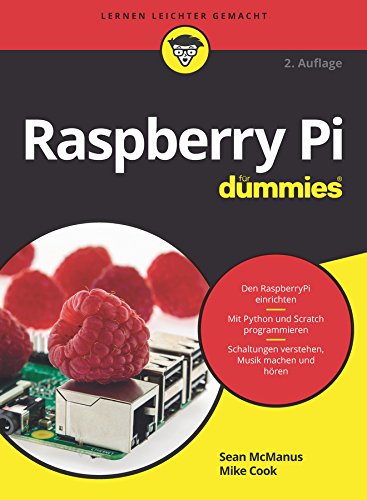 LERNEN LEICHTER GEMACHT
2. Auflage
Raspberry Pi
für
dummies®
Den RaspberryPi
einrichten
Mit Python und Scratch
programmieren
Schaltungen verstehen,
Musik machen und
hören
Sean McManus
Mike Cook